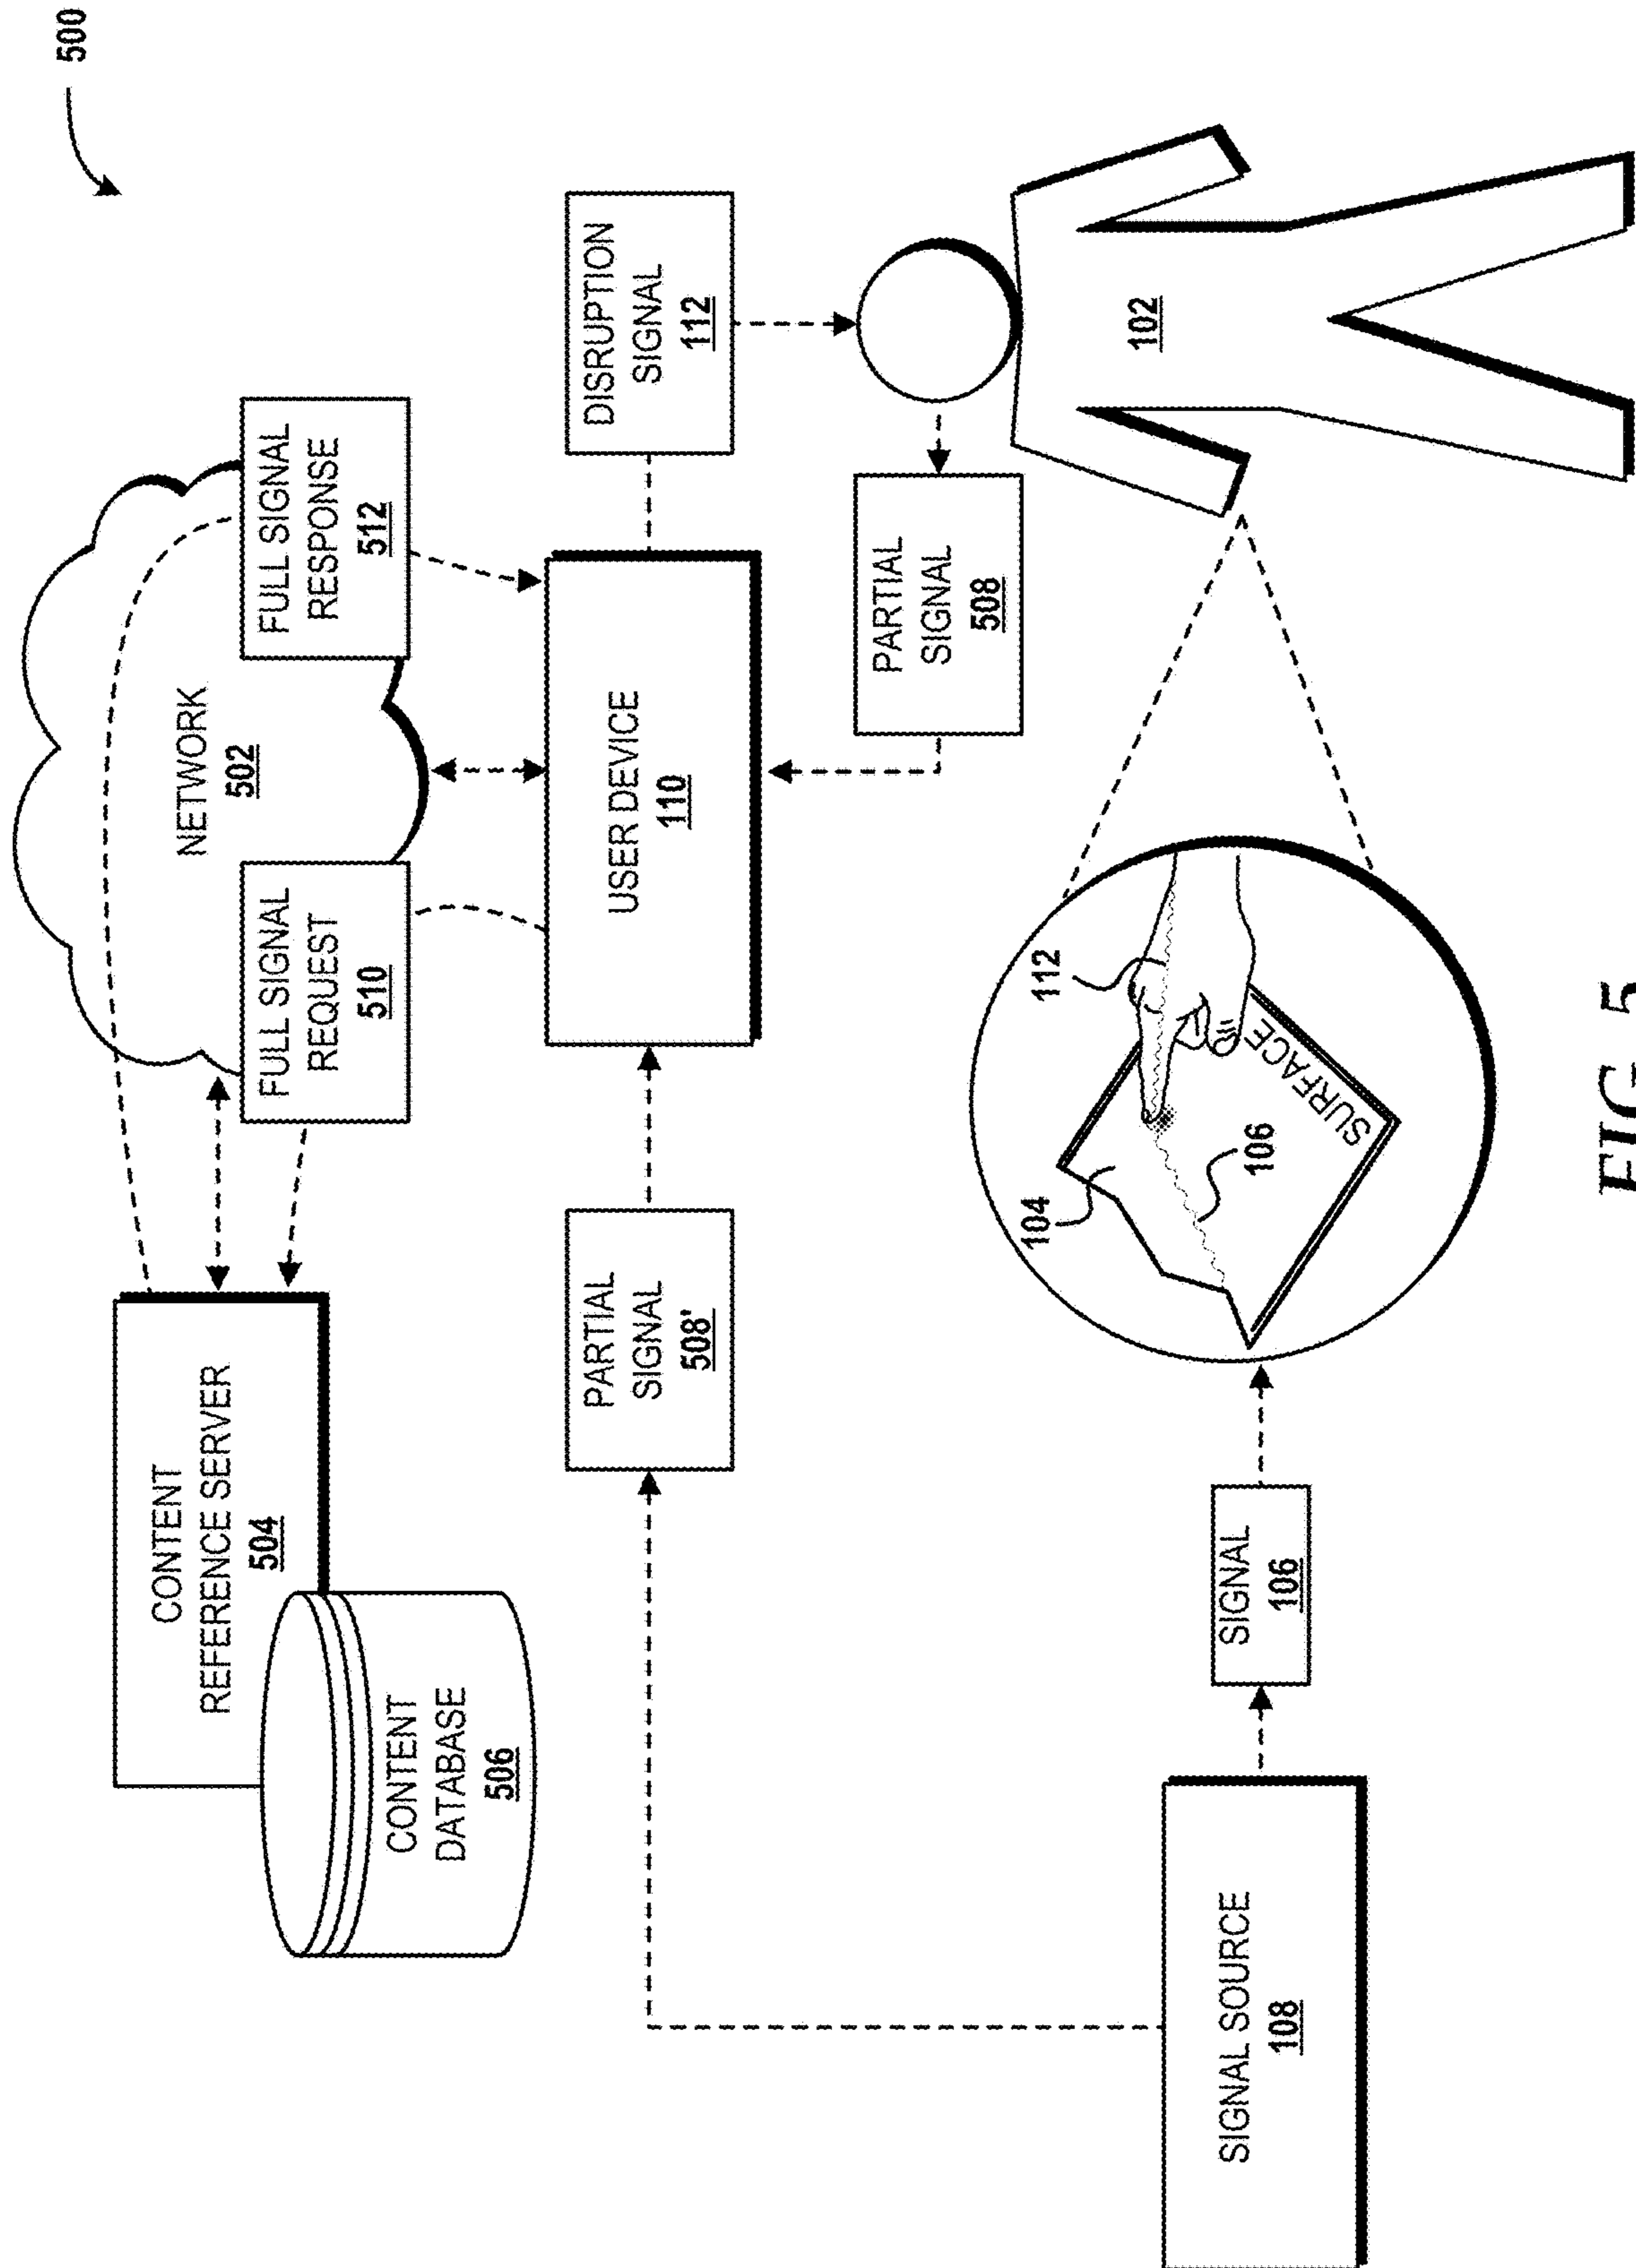 500
CONTENT
REFERENCE SERVER
504
CONTENT
DATABASE
506
NETWORK
502
FULL SIGNAL
REQUEST
510
FULL SIGNAL
RESPONSE
512
PARTIAL
SIGNAL
508'
USER DEVICE
110
DISRUPTION
SIGNAL
112
PARTIAL
SIGNAL
508
SIGNAL SOURCE
108
SIGNAL
106
104
106
112
SURFACE
102
FIG. 5